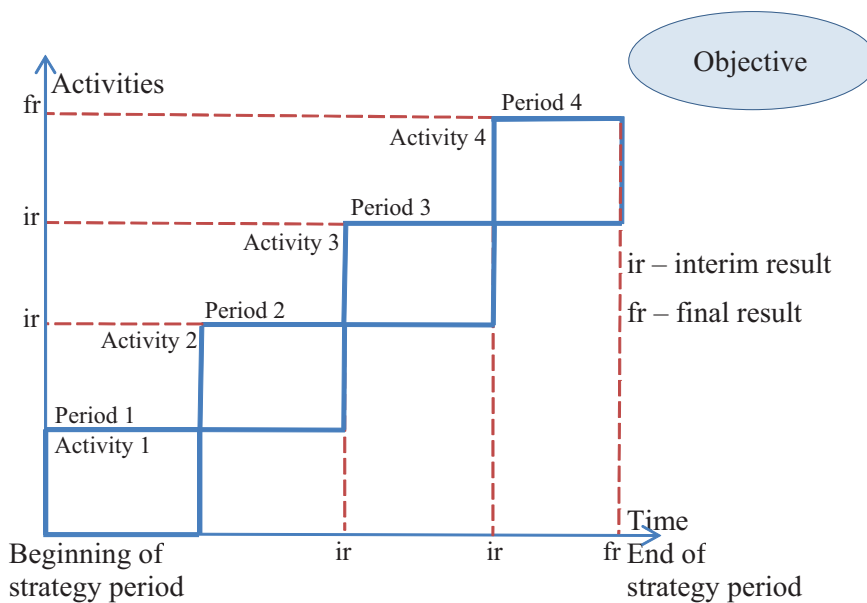 Objective
Activities
fr
Period 4
Activity 4
ir
Period 3
Activity 3
ir – interim result
ir
Period 2
fr – final result
Activity 2
Period 1
Activity 1
Time
Beginning of
strategy period
ir
ir
fr
End of
strategy period